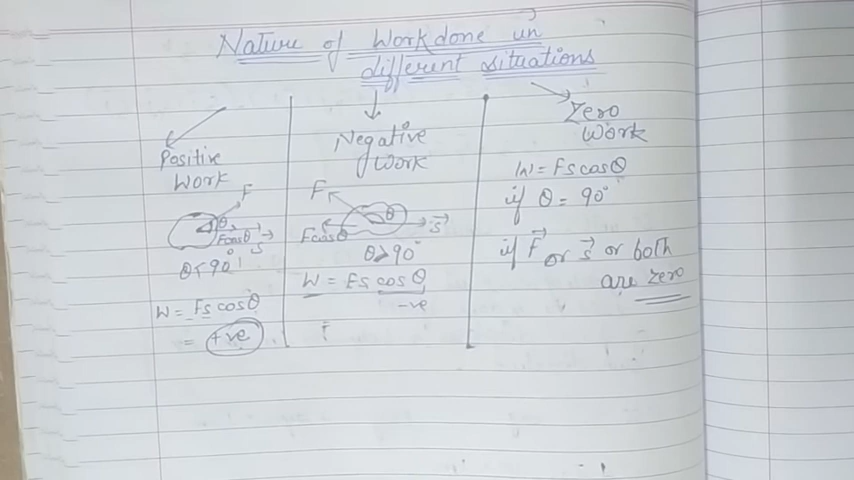 Nature of Workdone in
different situations
Positive
Work
F
θ
Fcosθ
s
θ < 90°
W = Fs cosθ
= +ve
Negative
Work
F
θ
Fcosθ
s
θ > 90°
W = Fs cosθ
-ve
Zero
Work
W = Fs cosθ
if θ = 90°
if F or s or both
are zero